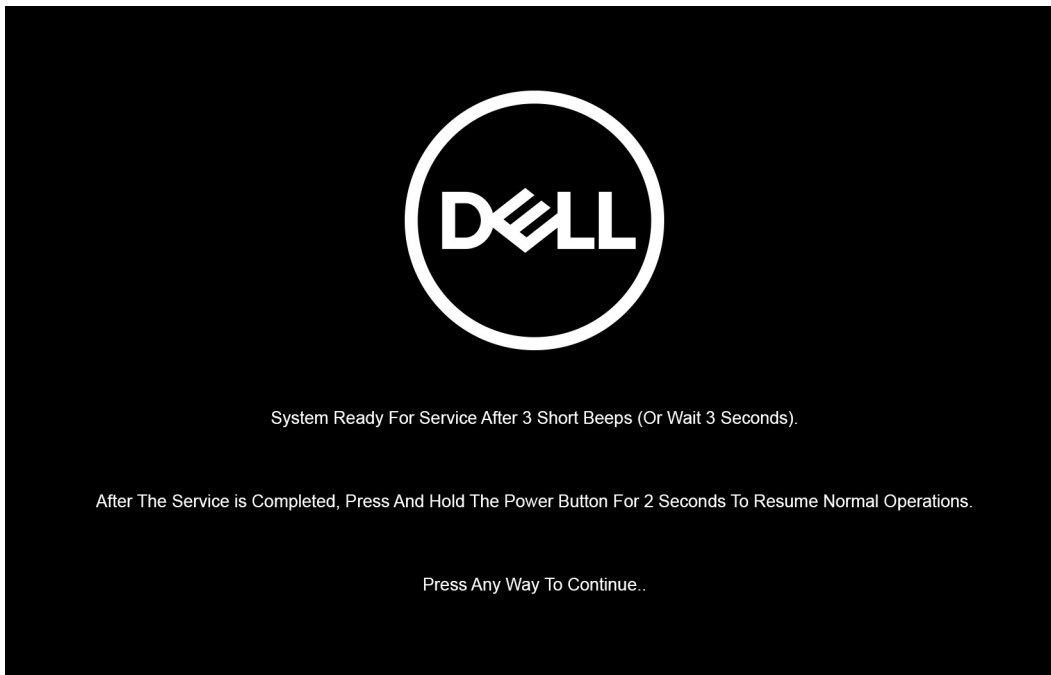 DELL
System Ready For Service After 3 Short Beeps (Or Wait 3 Seconds).
After The Service is Completed, Press And Hold The Power Button For 2 Seconds To Resume Normal Operations.
Press Any Way To Continue..